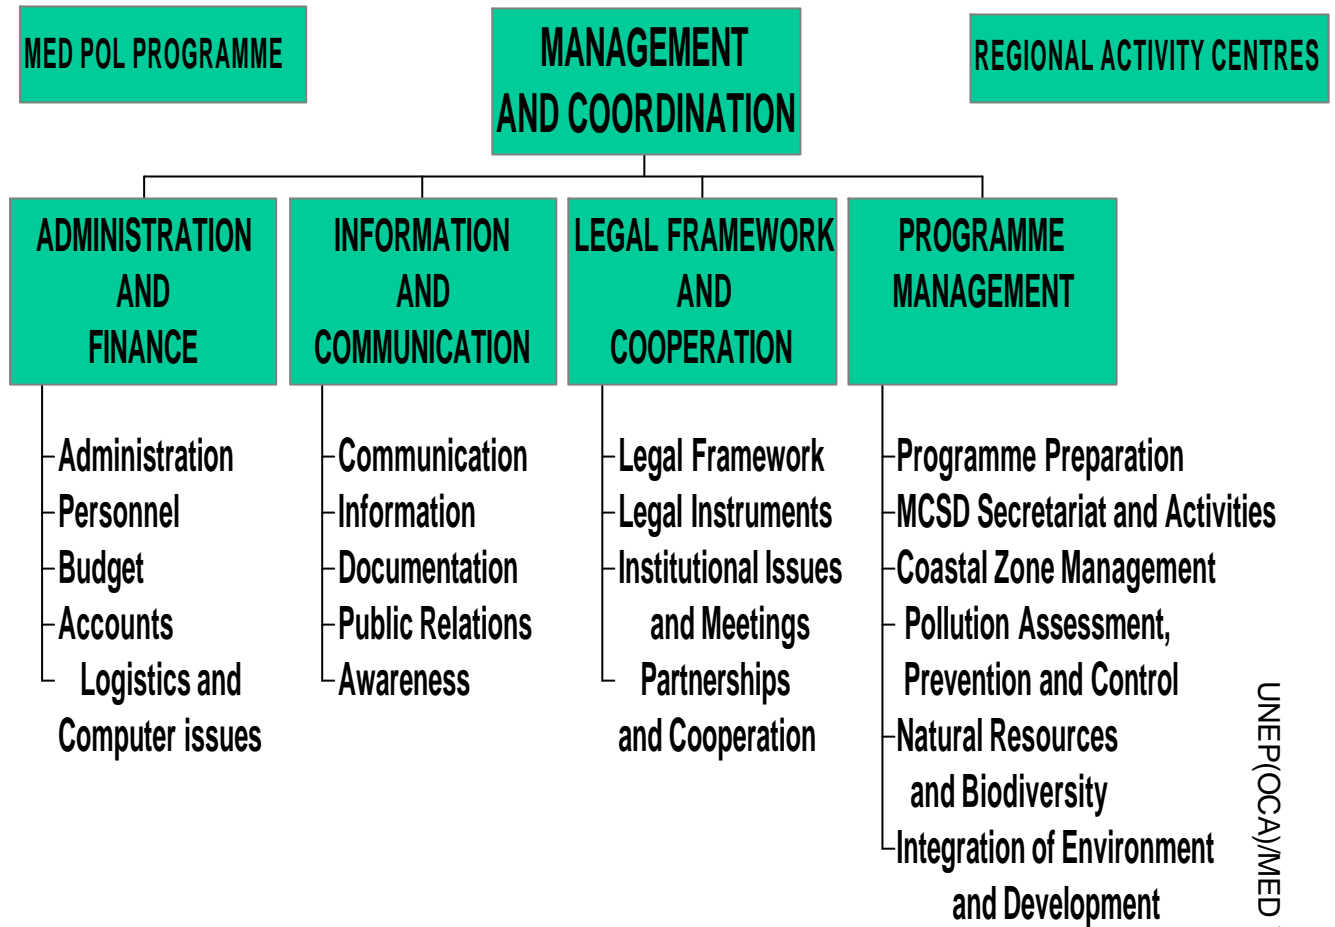 MED POL PROGRAMME
MANAGEMENT
AND COORDINATION
REGIONAL ACTIVITY CENTRES
ADMINISTRATION
AND
FINANCE
INFORMATION
AND
COMMUNICATION
LEGAL FRAMEWORK
AND
COOPERATION
PROGRAMME
MANAGEMENT
Administration
Personnel
Budget
Accounts
Logistics and
Computer issues
Communication
Information
Documentation
Public Relations
Awareness
Legal Framework
Legal Instruments
Institutional Issues
and Meetings
Partnerships
and Cooperation
Programme Preparation
MCSD Secretariat and Activities
Coastal Zone Management
Pollution Assessment,
Prevention and Control
Natural Resources
and Biodiversity
Integration of Environment
and Development
UNEP(OCA)/MED